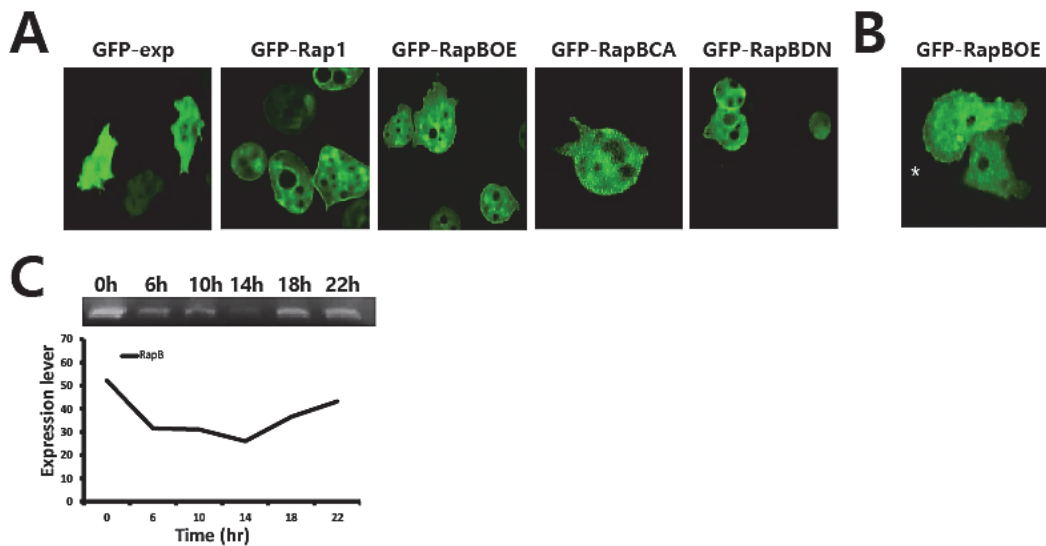 A
GFP-exp GFP-Rap1 GFP-RapBOE GFP-RapBCA GFP-RapBDN
B
GFP-RapBOE
*
C
0h 6h 10h 14h 18h 22h
70
60
50
40
30
20
10
0
RapB
Expression lever
0 6 10 14 18 22
Time (hr)